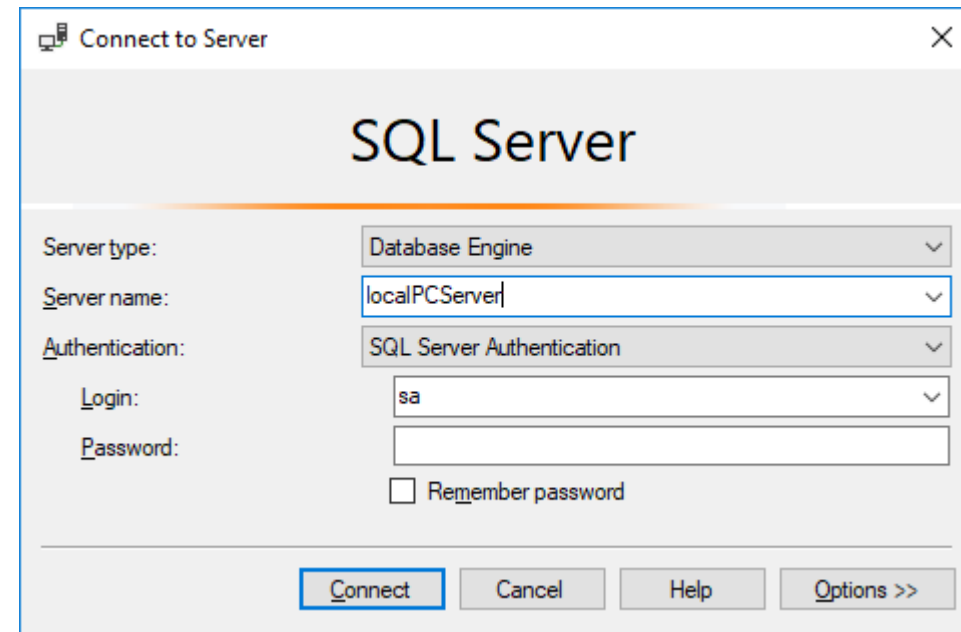 Connect to Server
SQL Server
Server type: Database Engine
Server name: localPCServer
Authentication: SQL Server Authentication
Login: sa
Password:
Remember password
Connect Cancel Help Options >>